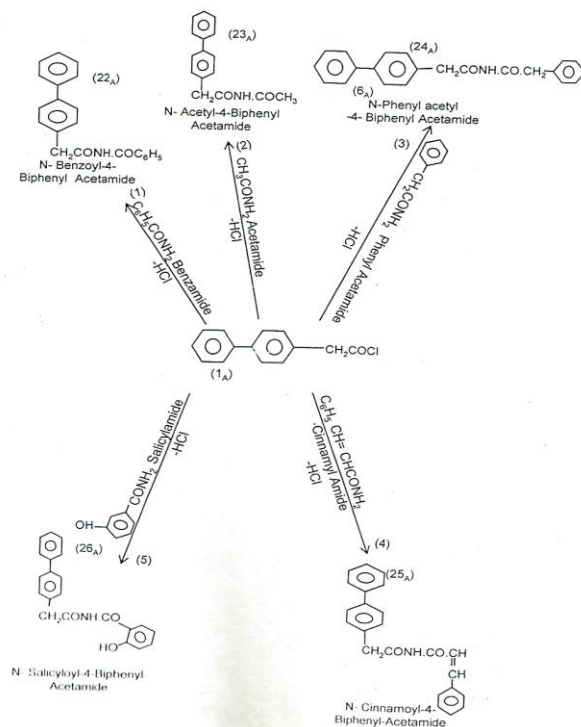 (22A)
CH2CONH.COC6H5
N- Benzoyl-4-
Biphenyl Acetamide
(23A)
CH2CONH.COCH3
N- Acetyl-4-Biphenyl
Acetamide
(24A)
CH2CONH.CO.CH2
(6A)
N-Phenyl acetyl
-4- Biphenyl Acetamide
(1)
C6H5CONH2 Benzamide
-HCl
(2)
CH3CONH2 Acetamide
-HCl
(3)
CH2CONH2 Phenyl Acetamide
-HCl
CH2COCl
(1A)
CONH2 Salicylamide
-HCl
OH
(5)
C6H5 CH= CHCONH2
-Cinnamyl Amide
-HCl
(4)
(26A)
CH2CONH CO
HO
N- Salicyloyl-4-Biphenyl-
Acetamide
(25A)
CH2CONH.CO.CH
CH
N- Cinnamoyl-4-
Biphenyl-Acetamide